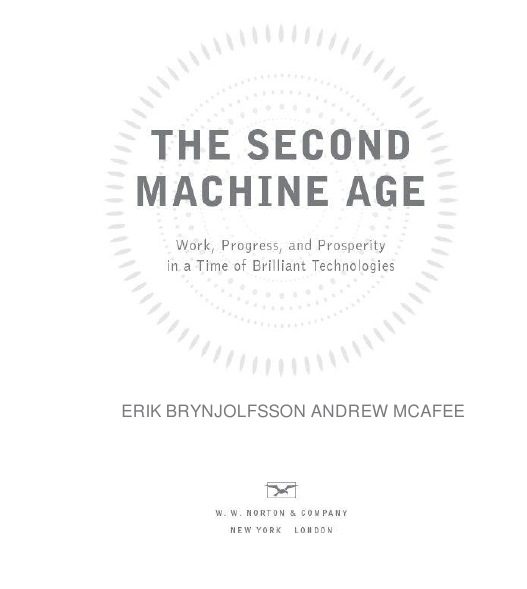 THE SECOND
MACHINE AGE
Work, Progress, and Prosperity
in a Time of Brilliant Technologies
ERIK BRYNJOLFSSON ANDREW MCAFEE
W. W. NORTON & COMPANY
NEW YORK LONDON